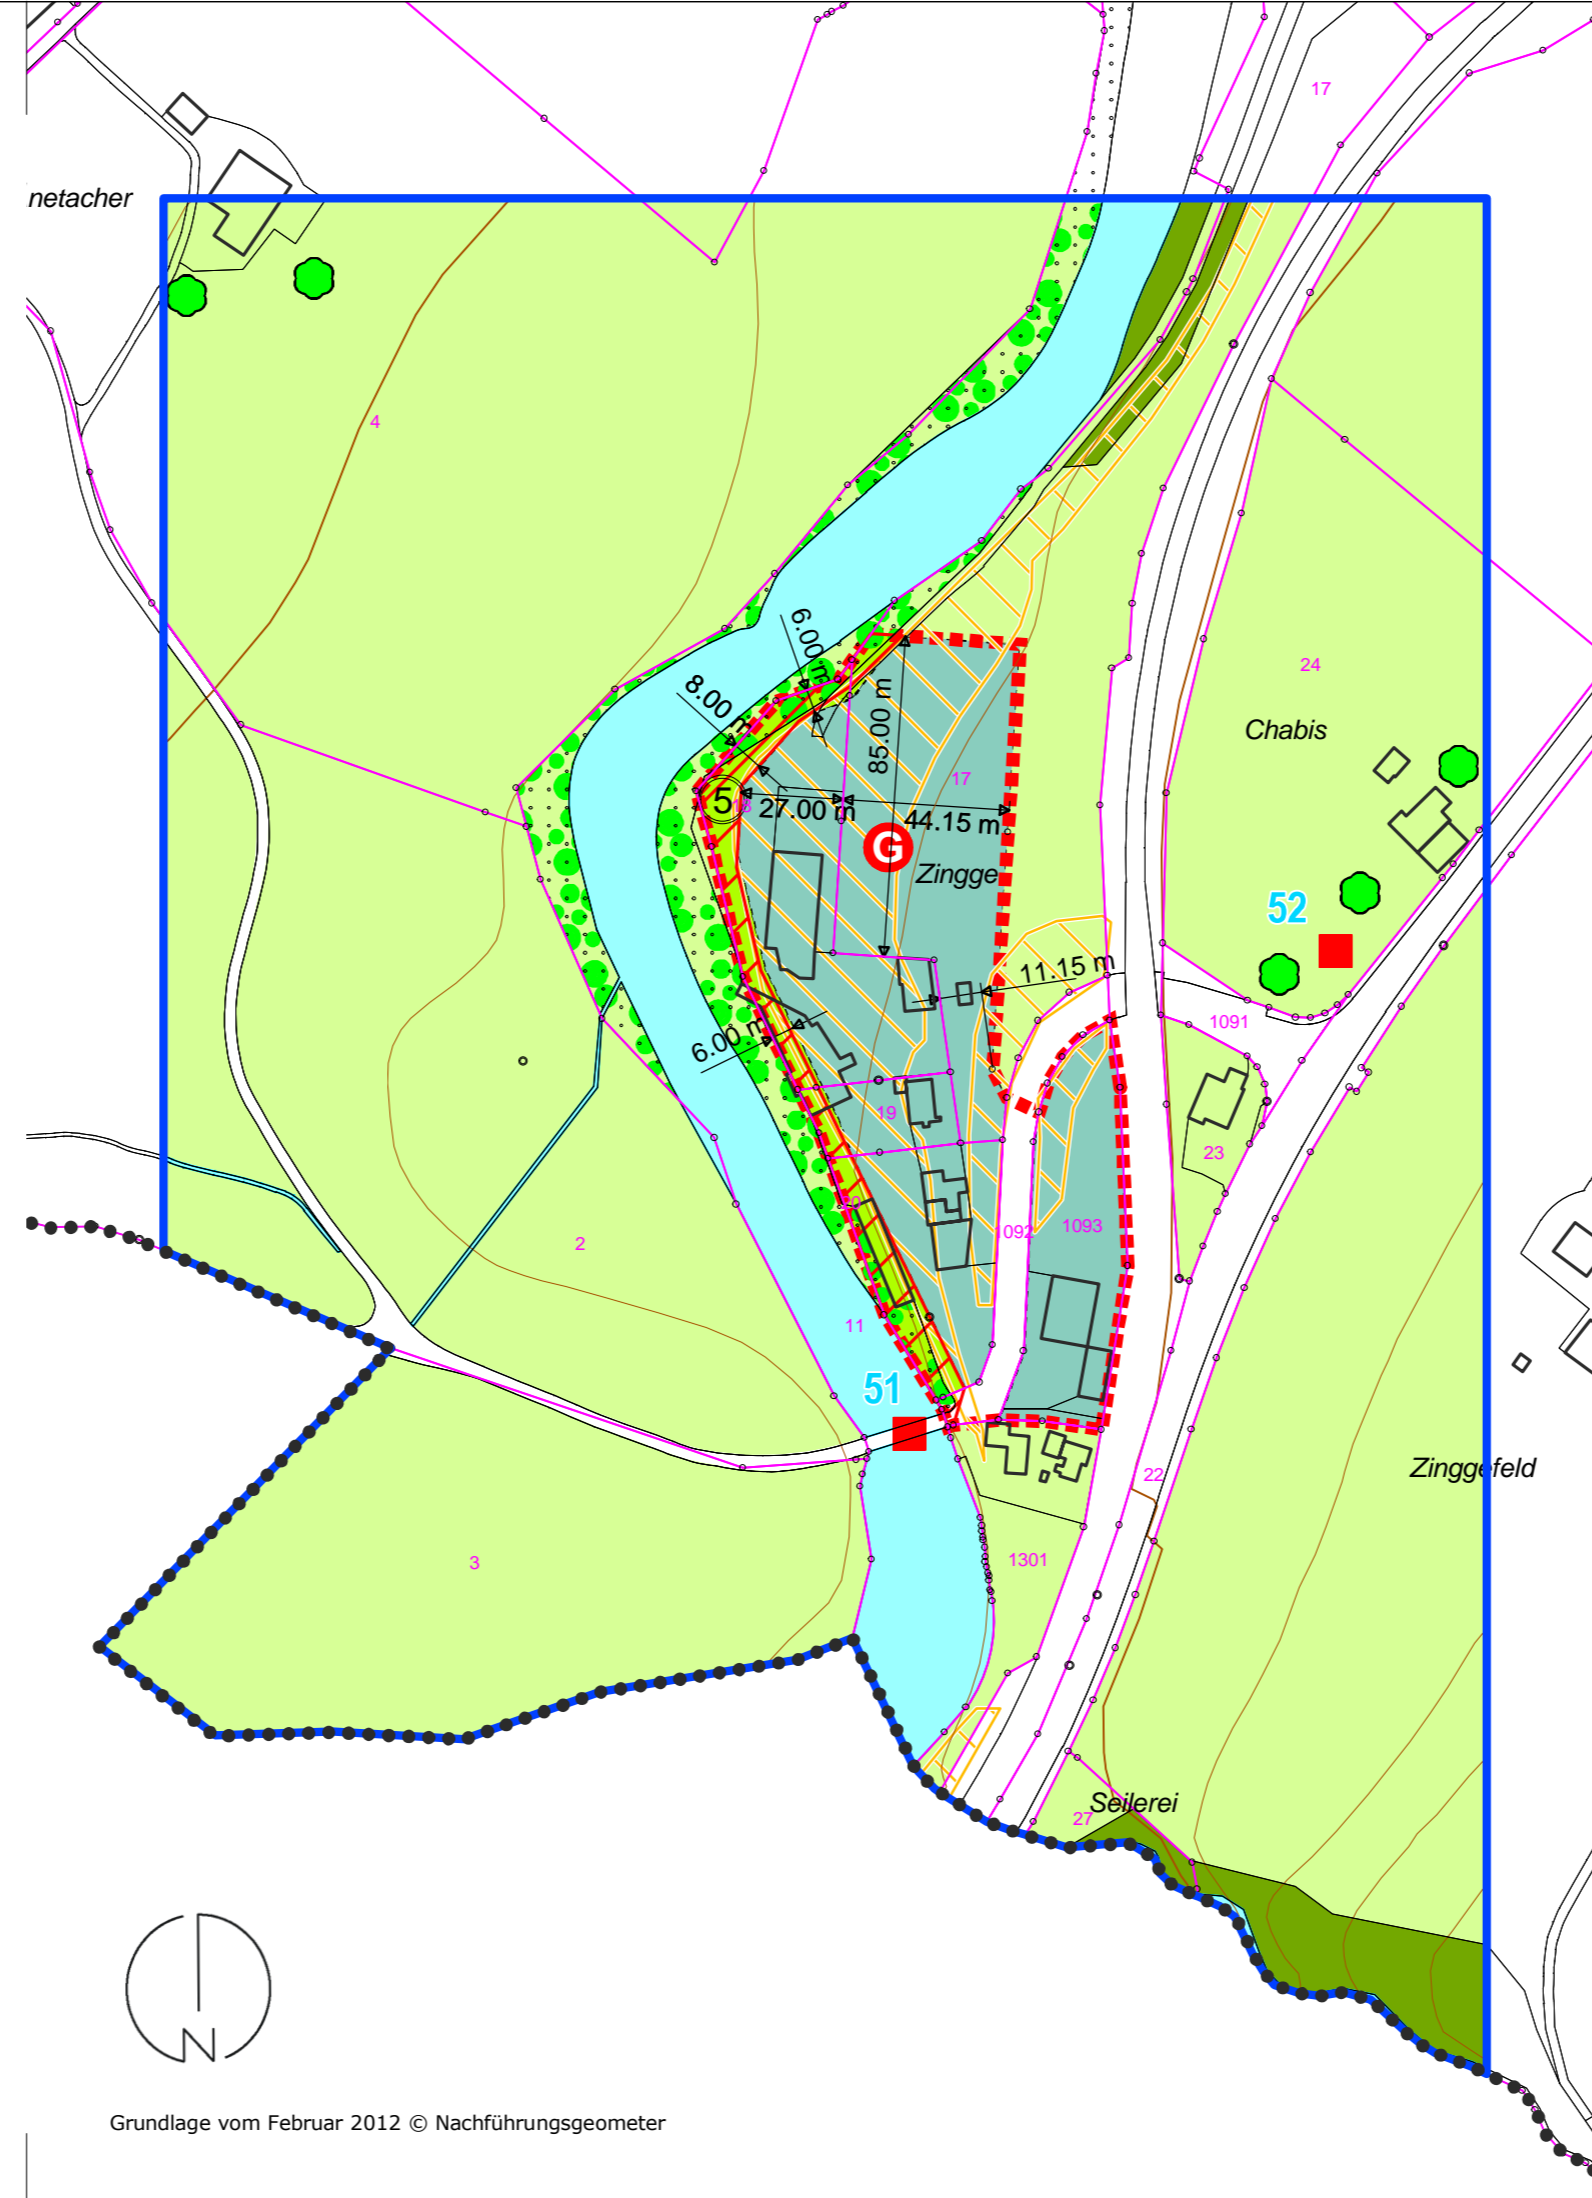 17
netacher
4
6.00 m
24
8.00 m
Chabis
85.00 m
17
5
18
27.00 m
44.15 m
G
Zingge
52
11.15 m
1091
6.00 m
19
23
20
1092
1093
2
11
51
22
Zinggefeld
3
1301
Seilerei
27
N
Grundlage vom Februar 2012 © Nachführungsgeometer